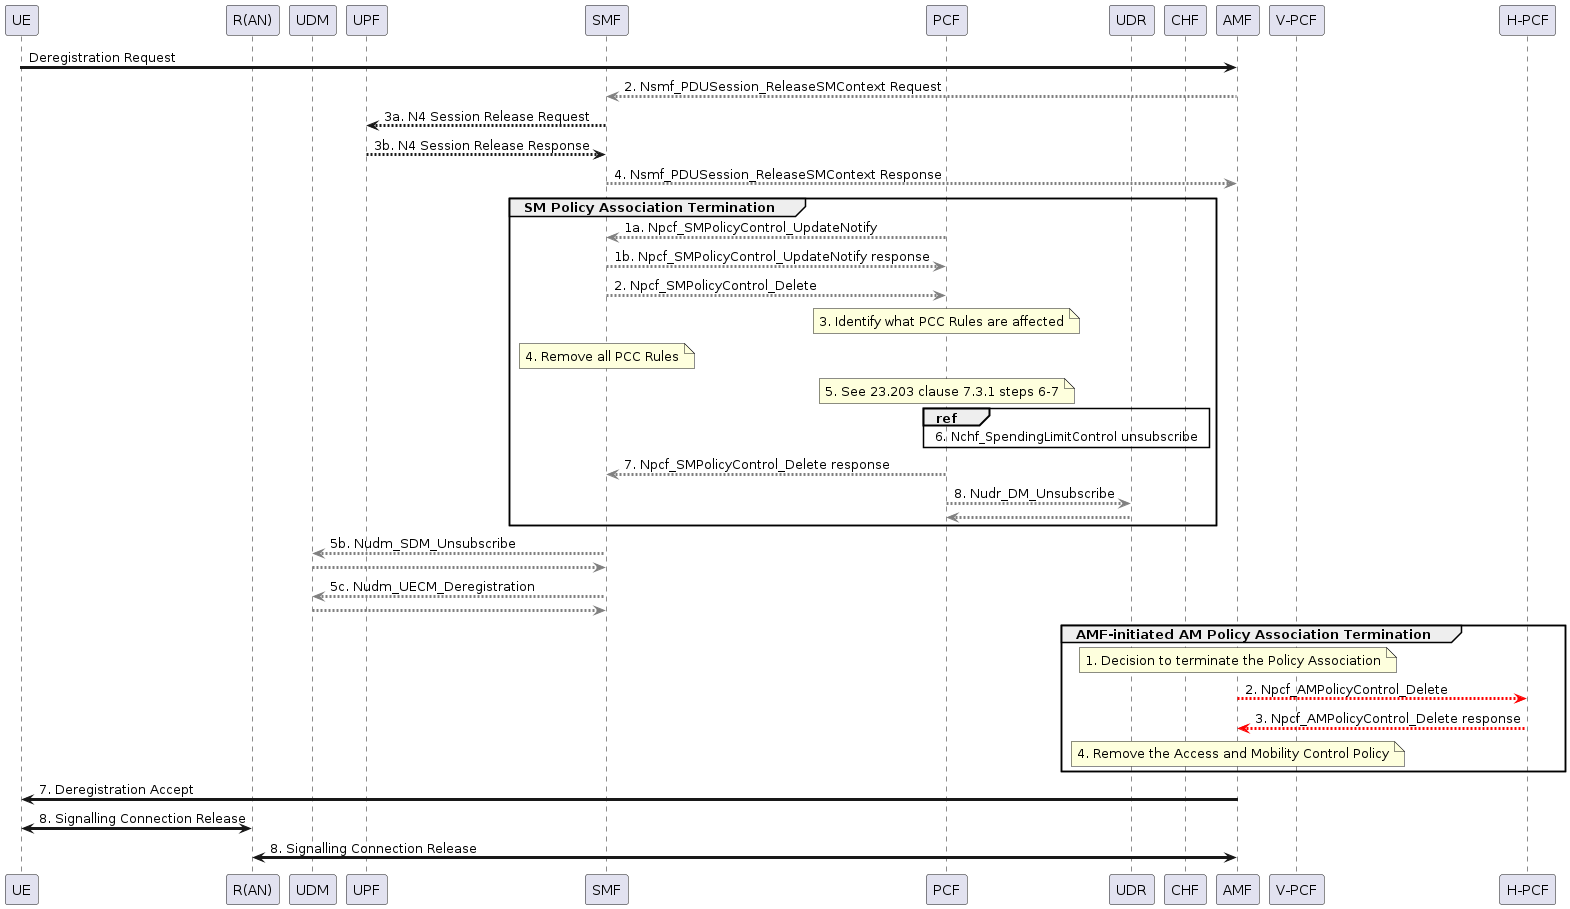 UE R(AN) UDM UPF SMF PCF UDR CHF AMF V-PCF H-PCF
Deregistration Request
2. Nsmf_PDUSession_ReleaseSMContext Request
3a. N4 Session Release Request
3b. N4 Session Release Response
4. Nsmf_PDUSession_ReleaseSMContext Response
SM Policy Association Termination
1a. Npcf_SMPolicyControl_UpdateNotify
1b. Npcf_SMPolicyControl_UpdateNotify response
2. Npcf_SMPolicyControl_Delete
3. Identify what PCC Rules are affected
4. Remove all PCC Rules
5. See 23.203 clause 7.3.1 steps 6-7
ref
6. Nchf_SpendingLimitControl unsubscribe
7. Npcf_SMPolicyControl_Delete response
8. Nudr_DM_Unsubscribe
5b. Nudm_SDM_Unsubscribe
5c. Nudm_UECM_Deregistration
AMF-initiated AM Policy Association Termination
1. Decision to terminate the Policy Association
2. Npcf_AMPolicyControl_Delete
3. Npcf_AMPolicyControl_Delete response
4. Remove the Access and Mobility Control Policy
7. Deregistration Accept
8. Signalling Connection Release
8. Signalling Connection Release
UE R(AN) UDM UPF SMF PCF UDR CHF AMF V-PCF H-PCF